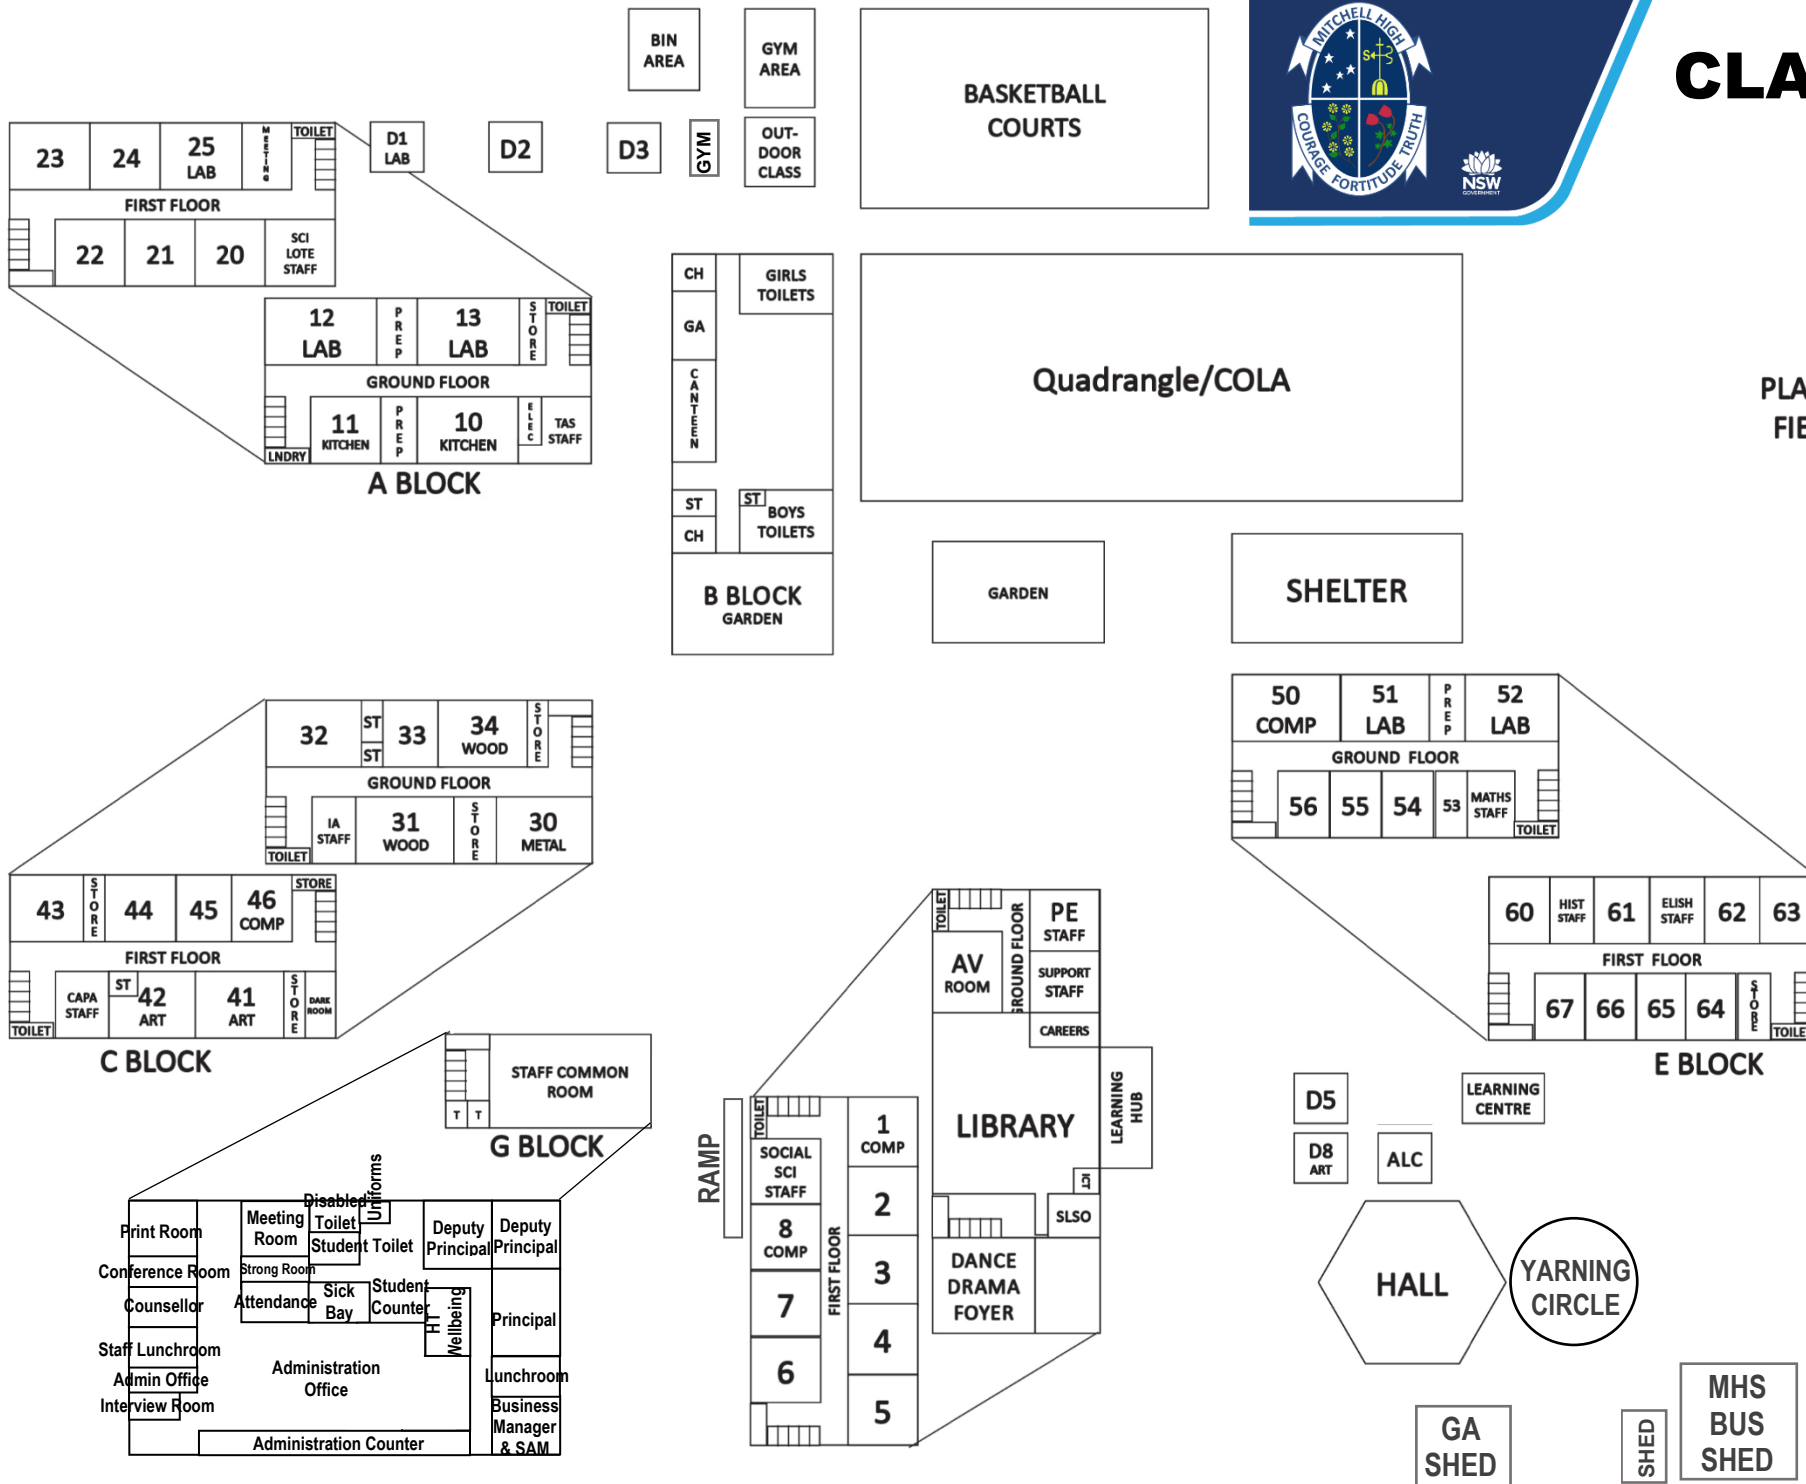 BIN
AREA
GYM
AREA
BASKETBALL
COURTS
MITCHELL HIGH
COURAGE FORTITUDE TRUTH
NSW
GOVERNMENT
CLA
23
24
25
LAB
MEETING
TOILET
FIRST FLOOR
22
21
20
SCI
LOTE
STAFF
D1
LAB
D2
D3
GYM
OUT-
DOOR
CLASS
12
LAB
PREP
13
LAB
STORE
TOILET
GROUND FLOOR
LNDRY
11
KITCHEN
PREP
10
KITCHEN
ELEC
TAS
STAFF
A BLOCK
CH
GIRLS
TOILETS
GA
CANTEEN
ST
ST
BOYS
TOILETS
CH
B BLOCK
GARDEN
Quadrangle/COLA
PLA
FIE
GARDEN
SHELTER
32
ST
ST
33
34
WOOD
STORE
GROUND FLOOR
TOILET
IA
STAFF
31
WOOD
STORE
30
METAL
43
STORE
44
45
46
COMP
STORE
FIRST FLOOR
TOILET
CAPA
STAFF
ST
42
ART
41
ART
STORE
DARK
ROOM
C BLOCK
50
COMP
51
LAB
PREP
52
LAB
GROUND FLOOR
56
55
54
53
MATHS
STAFF
TOILET
60
HIST
STAFF
61
ELISH
STAFF
62
63
FIRST FLOOR
67
66
65
64
STORE
TOILE
E BLOCK
STAFF COMMON
ROOM
T
T
G BLOCK
Print Room
Meeting
Room
Disabled
Toilet
Uniforms
Student Toilet
Deputy
Principal
Deputy
Principal
Conference Room
Strong Room
Counsellor
Attendance
Sick
Bay
Student
Counter
HT
Wellbeing
Principal
Staff Lunchroom
Administration
Office
Lunchroom
Admin Office
Interview Room
Business
Manager
& SAM
Administration Counter
RAMP
TOILET
SOCIAL
SCI
STAFF
8
COMP
7
6
FIRST FLOOR
1
COMP
2
3
4
5
TOILET
GROUND FLOOR
PE
STAFF
AV
ROOM
SUPPORT
STAFF
CAREERS
LIBRARY
LEARNING
HUB
ICT
SLSO
DANCE
DRAMA
FOYER
D5
LEARNING
CENTRE
D8
ART
ALC
HALL
YARNING
CIRCLE
GA
SHED
SHED
MHS
BUS
SHED